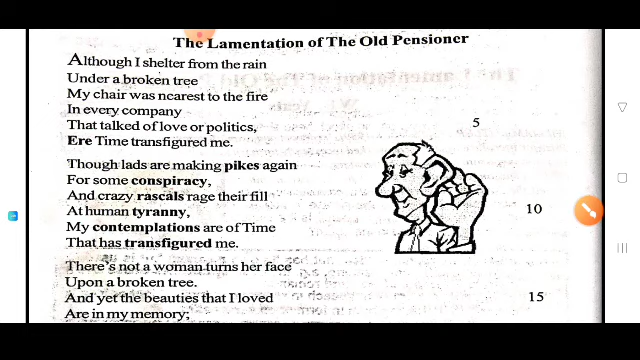 The Lamentation of The Old Pensioner
Although I shelter from the rain
Under a broken tree
My chair was nearest to the fire
In every company
That talked of love or politics, 5
Ere Time transfigured me.
Though lads are making pikes again
For some conspiracy,
And crazy rascals rage their fill
At human tyranny, 10
My contemplations are of Time
That has transfigured me.
There's not a woman turns her face
Upon a broken tree.
And yet the beauties that I loved 15
Are in my memory;